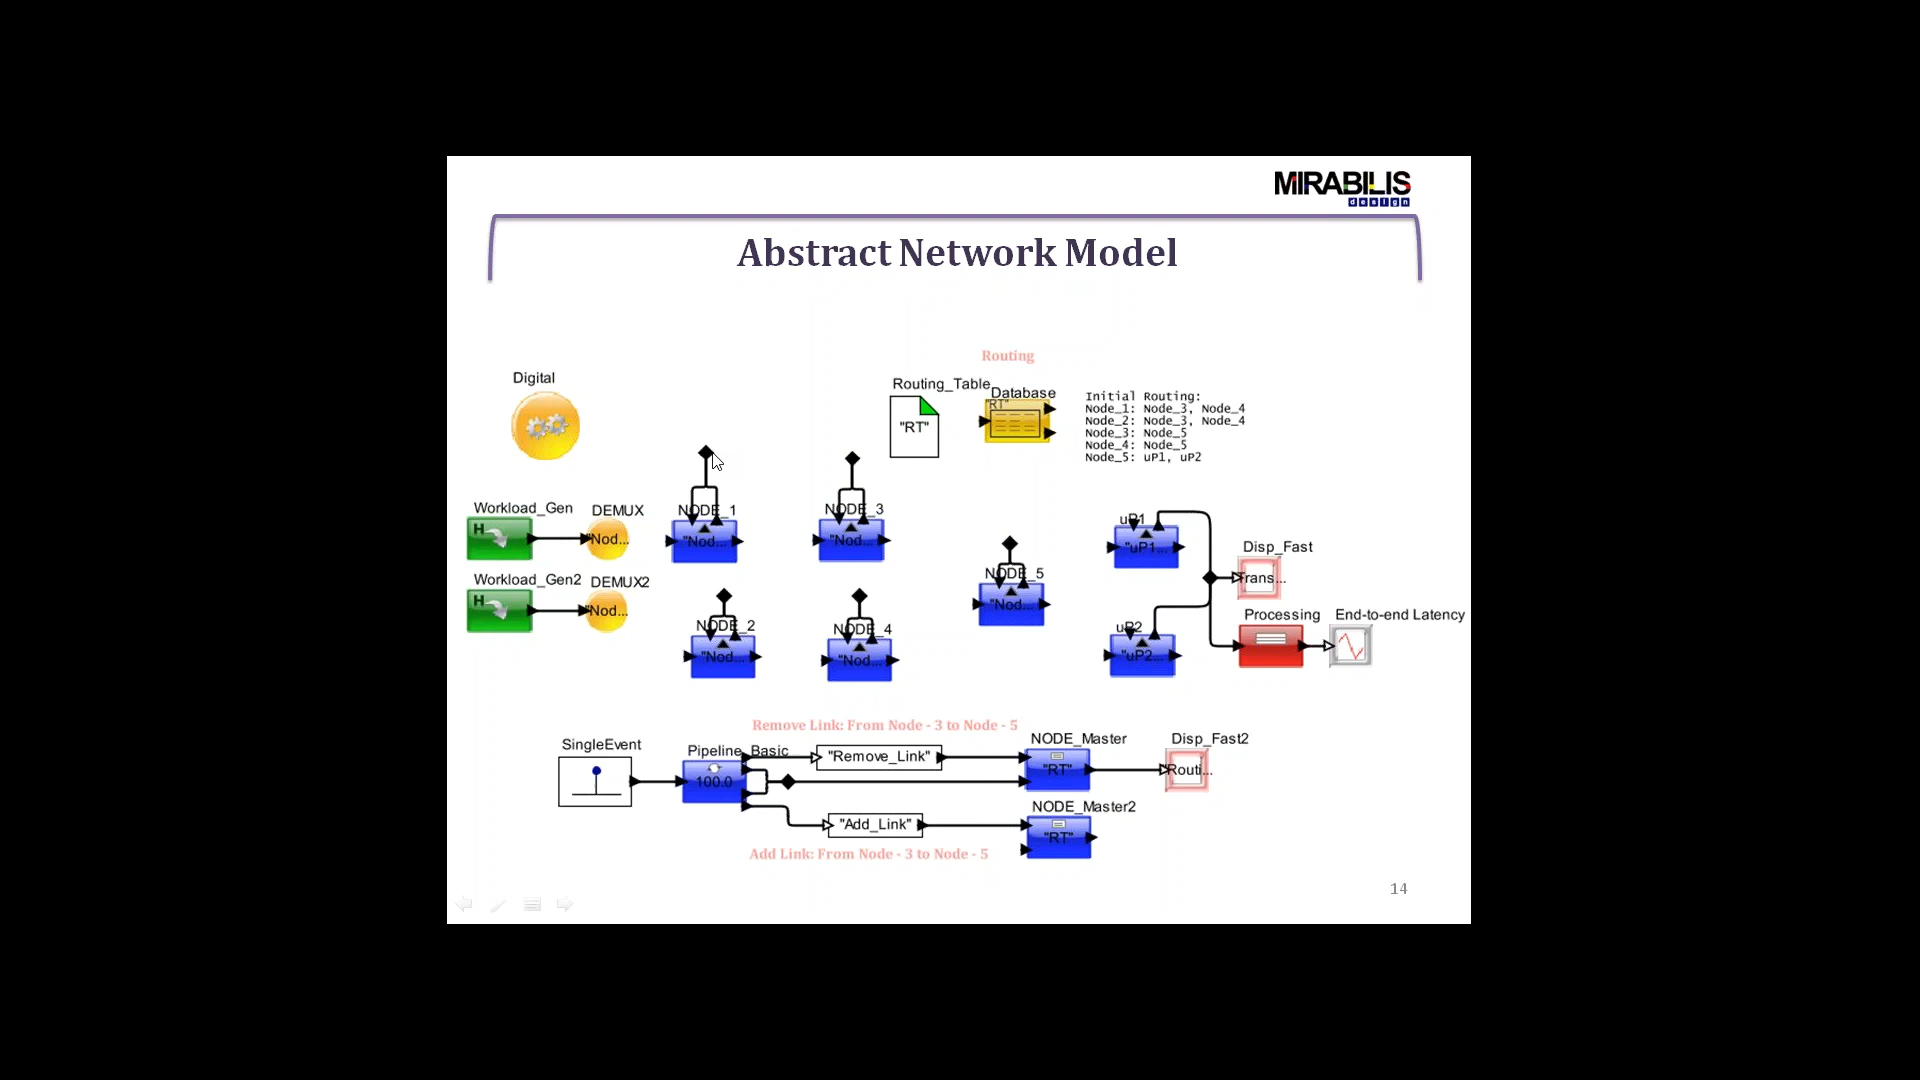 MIRABILIS
design
Abstract Network Model
Routing
Digital
Routing_Table
Database
"RT"
"RT"
Initial Routing:
Node_1: Node_3, Node_4
Node_2: Node_3, Node_4
Node_3: Node_5
Node_4: Node_5
Node_5: uP1, uP2
Workload_Gen
DEMUX
NODE_1
NODE_3
uP1
H
"Nod...
"Nod...
"Nod...
"uP1...
Disp_Fast
NODE_5
Trans...
Workload_Gen2
DEMUX2
H
"Nod...
"Nod...
NODE_2
NODE_4
uP2
Processing
End-to-end Latency
"Nod...
"Nod...
"uP2...
Remove Link: From Node - 3 to Node - 5
SingleEvent
Pipeline_Basic
"Remove_Link"
NODE_Master
Disp_Fast2
100.0
"RT"
Routi...
"Add_Link"
NODE_Master2
"RT"
Add Link: From Node - 3 to Node - 5
14